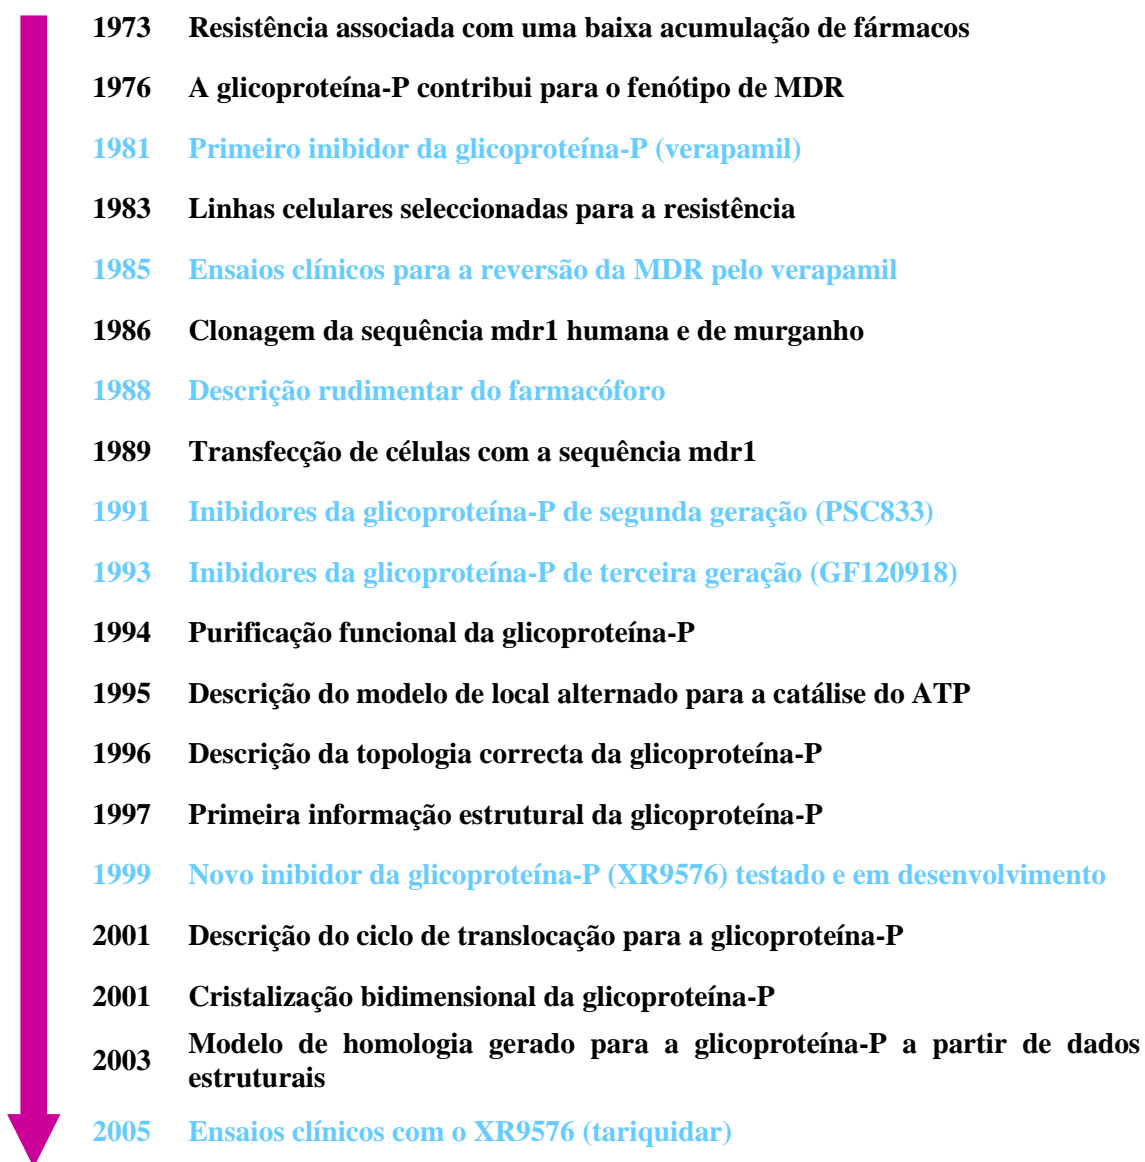 1973 Resistência associada com uma baixa acumulação de fármacos
1976 A glicoproteína-P contribui para o fenótipo de MDR
1981 Primeiro inibidor da glicoproteína-P (verapamil)
1983 Linhas celulares seleccionadas para a resistência
1985 Ensaios clínicos para a reversão da MDR pelo verapamil
1986 Clonagem da sequência mdr1 humana e de murganho
1988 Descrição rudimentar do farmacóforo
1989 Transfecção de células com a sequência mdr1
1991 Inibidores da glicoproteína-P de segunda geração (PSC833)
1993 Inibidores da glicoproteína-P de terceira geração (GF120918)
1994 Purificação funcional da glicoproteína-P
1995 Descrição do modelo de local alternado para a catálise do ATP
1996 Descrição da topologia correcta da glicoproteína-P
1997 Primeira informação estrutural da glicoproteína-P
1999 Novo inibidor da glicoproteína-P (XR9576) testado e em desenvolvimento
2001 Descrição do ciclo de translocação para a glicoproteína-P
2001 Cristalização bidimensional da glicoproteína-P
2003 Modelo de homologia gerado para a glicoproteína-P a partir de dados
estruturais
2005 Ensaios clínicos com o XR9576 (tariquidar)